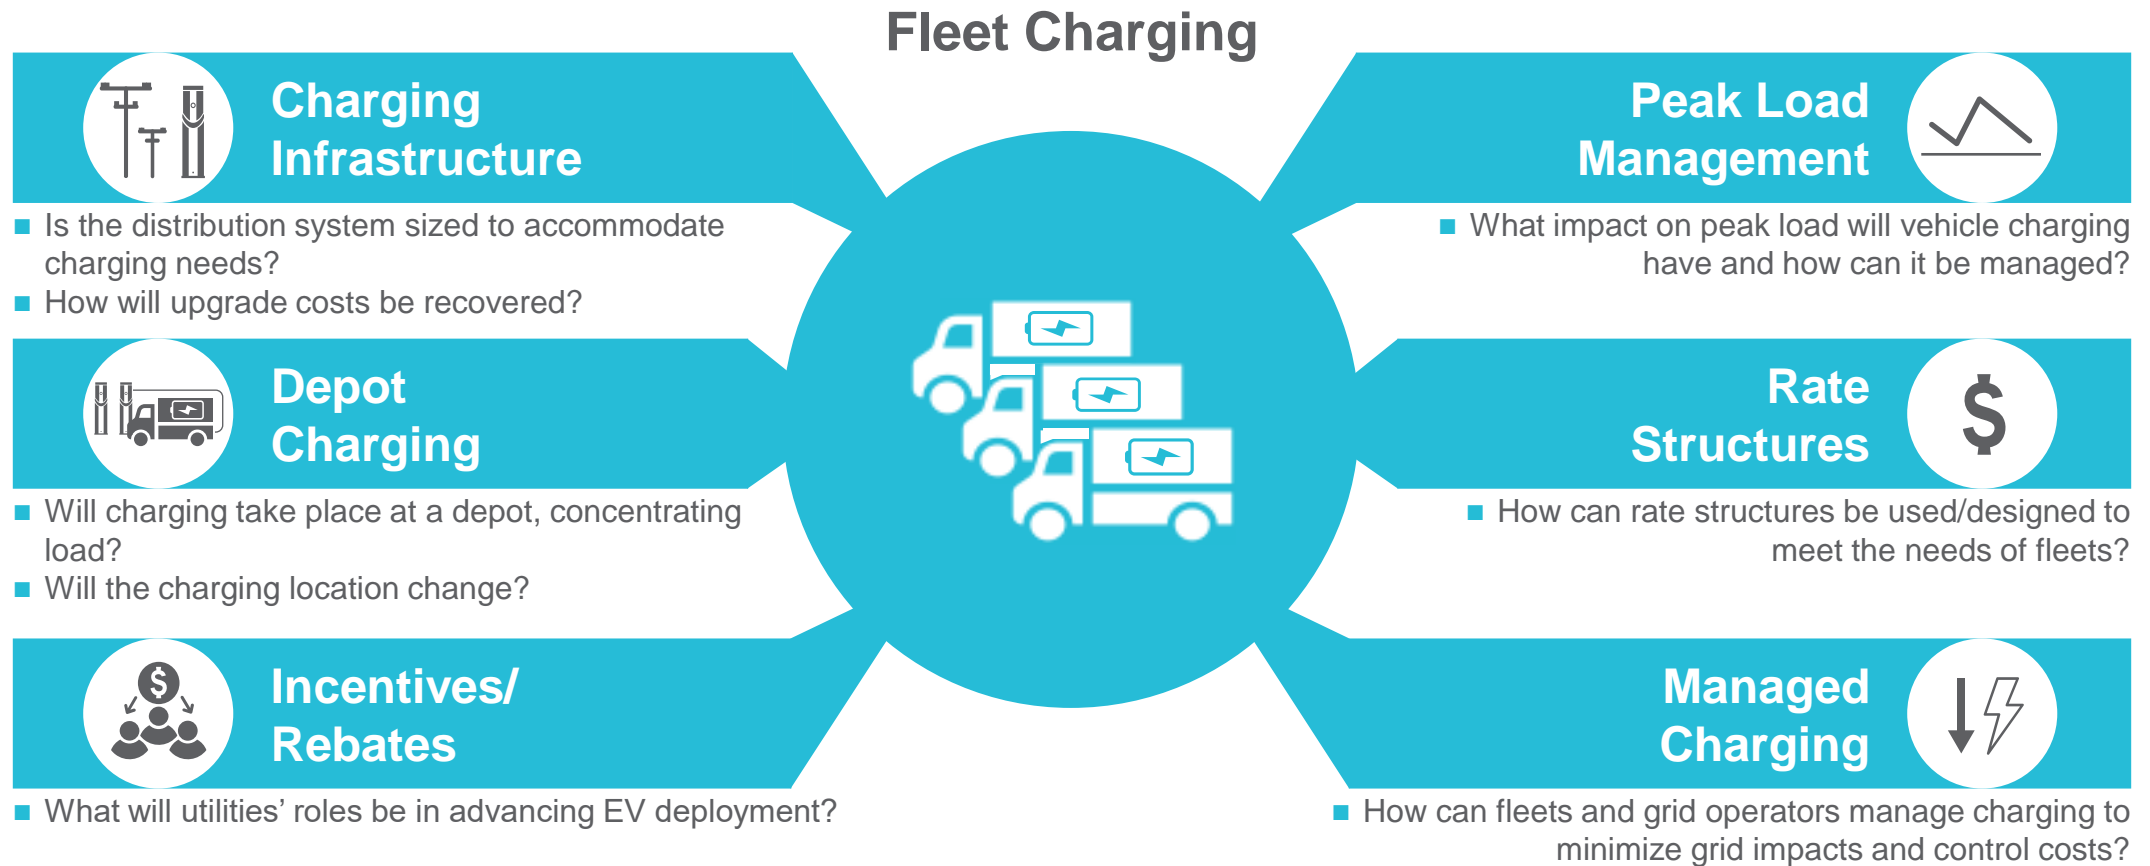 Fleet Charging
Charging
Infrastructure
■ Is the distribution system sized to accommodate
charging needs?
■ How will upgrade costs be recovered?
Depot
Charging
■ Will charging take place at a depot, concentrating
load?
■ Will the charging location change?
$
Incentives/
Rebates
■ What will utilities’ roles be in advancing EV deployment?
Peak Load
Management
■ What impact on peak load will vehicle charging
have and how can it be managed?
Rate
Structures
$
■ How can rate structures be used/designed to
meet the needs of fleets?
Managed
Charging
■ How can fleets and grid operators manage charging to
minimize grid impacts and control costs?